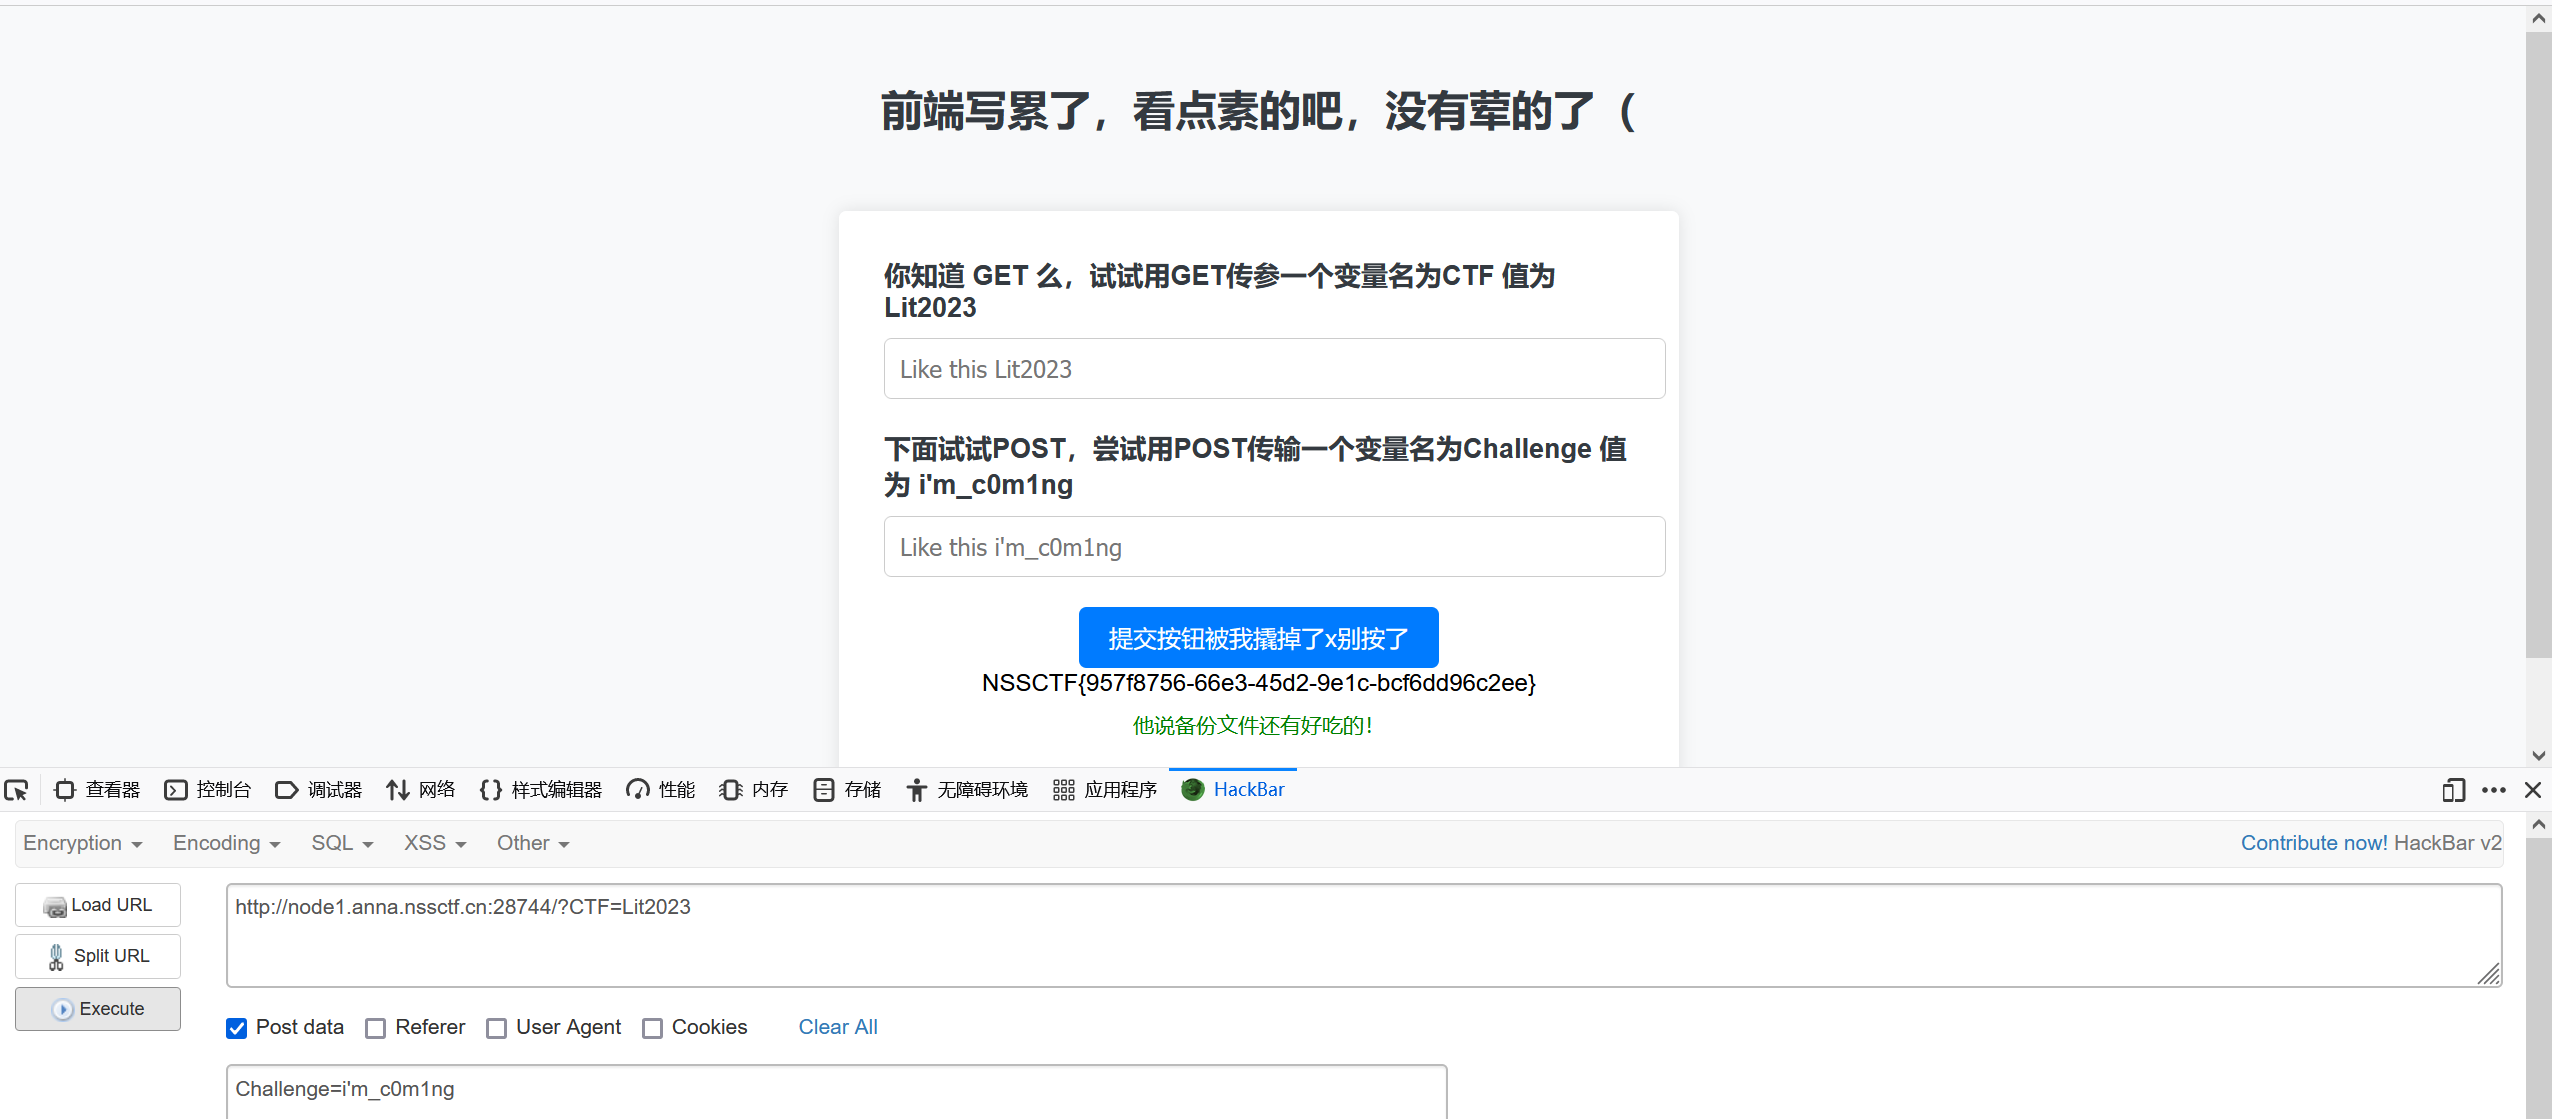 前端写累了，看点素的吧，没有荤的了（
你知道 GET 么，试试用GET传参一个变量名为CTF 值为
Lit2023
Like this Lit2023
下面试试POST，尝试用POST传输一个变量名为Challenge 值
为 i'm_c0m1ng
Like this i'm_c0m1ng
提交按钮被我撬掉了x别按了
NSSCTF{957f8756-66e3-45d2-9e1c-bcf6dd96c2ee}
他说备份文件还有好吃的！
查看器 控制台 调试器 网络 样式编辑器 性能 内存 存储 无障碍环境 应用程序 HackBar
Encryption Encoding SQL XSS Other Contribute now! HackBar v2
Load URL
http://node1.anna.nssctf.cn:28744/?CTF=Lit2023
Split URL
Execute
Post data Referer User Agent Cookies Clear All
Challenge=i'm_c0m1ng